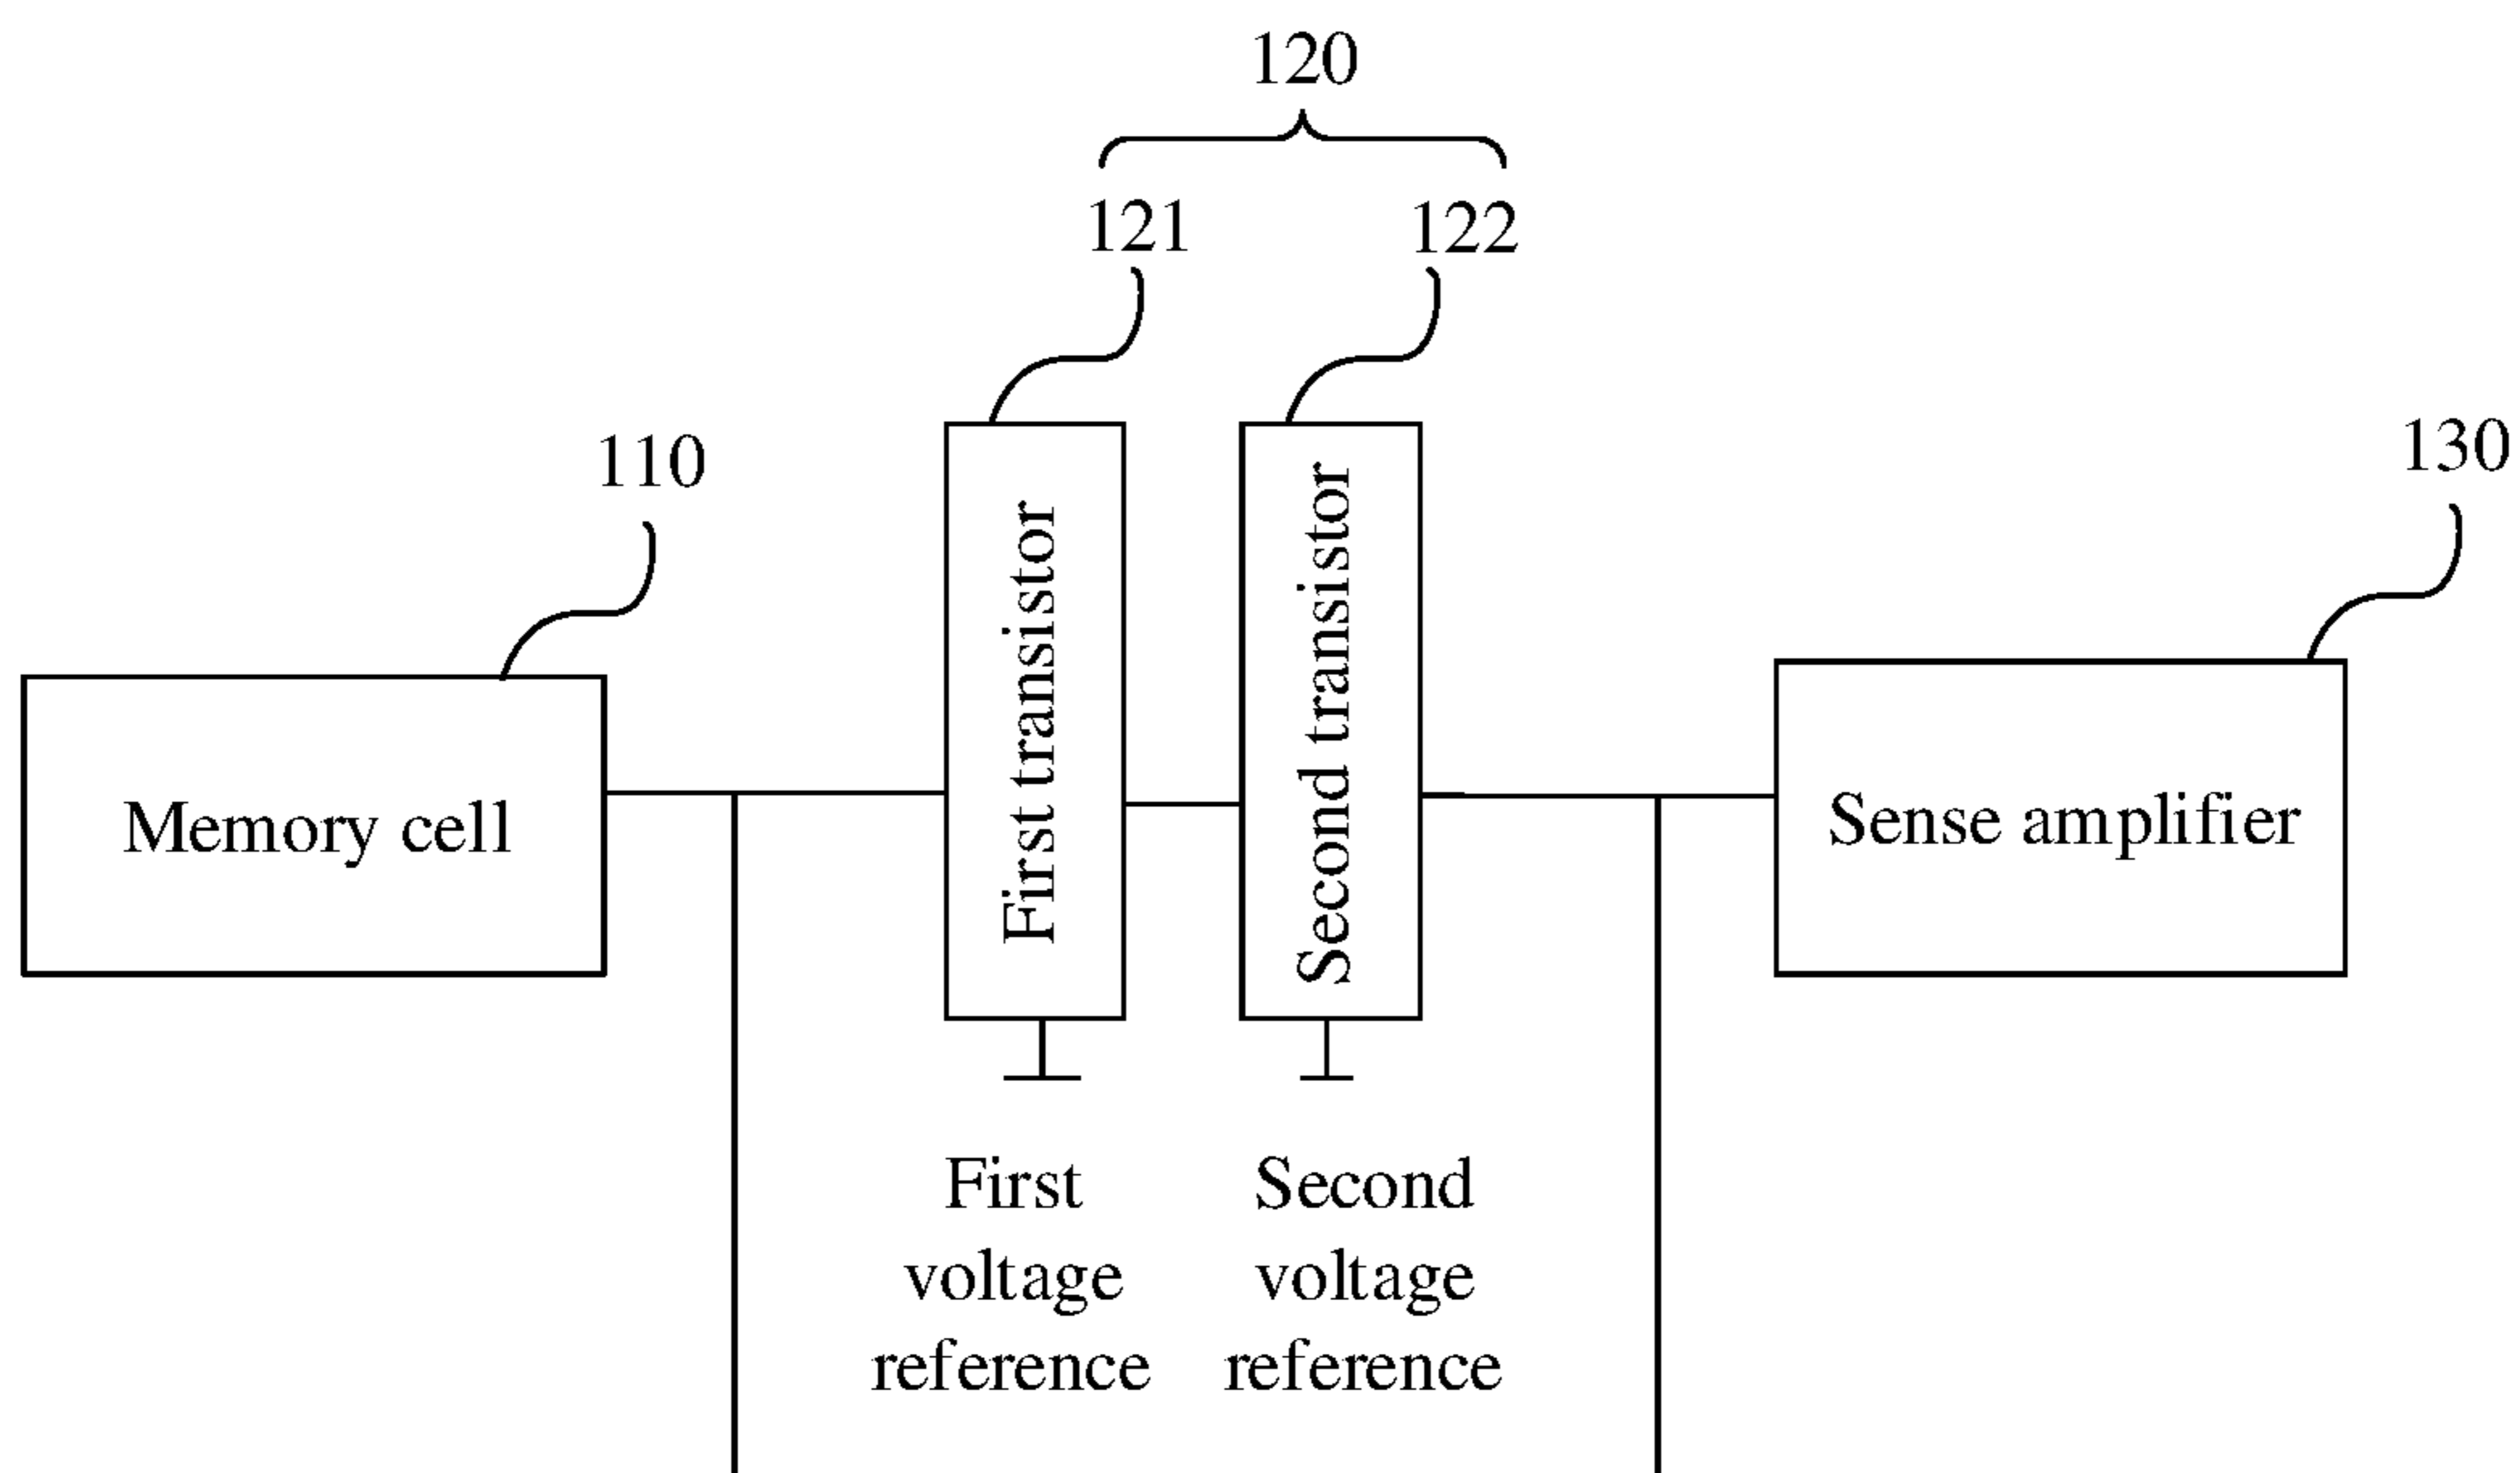 120
121
122
110
130
First transistor
Second transistor
Memory cell
Sense amplifier
First
voltage
reference
Second
voltage
reference